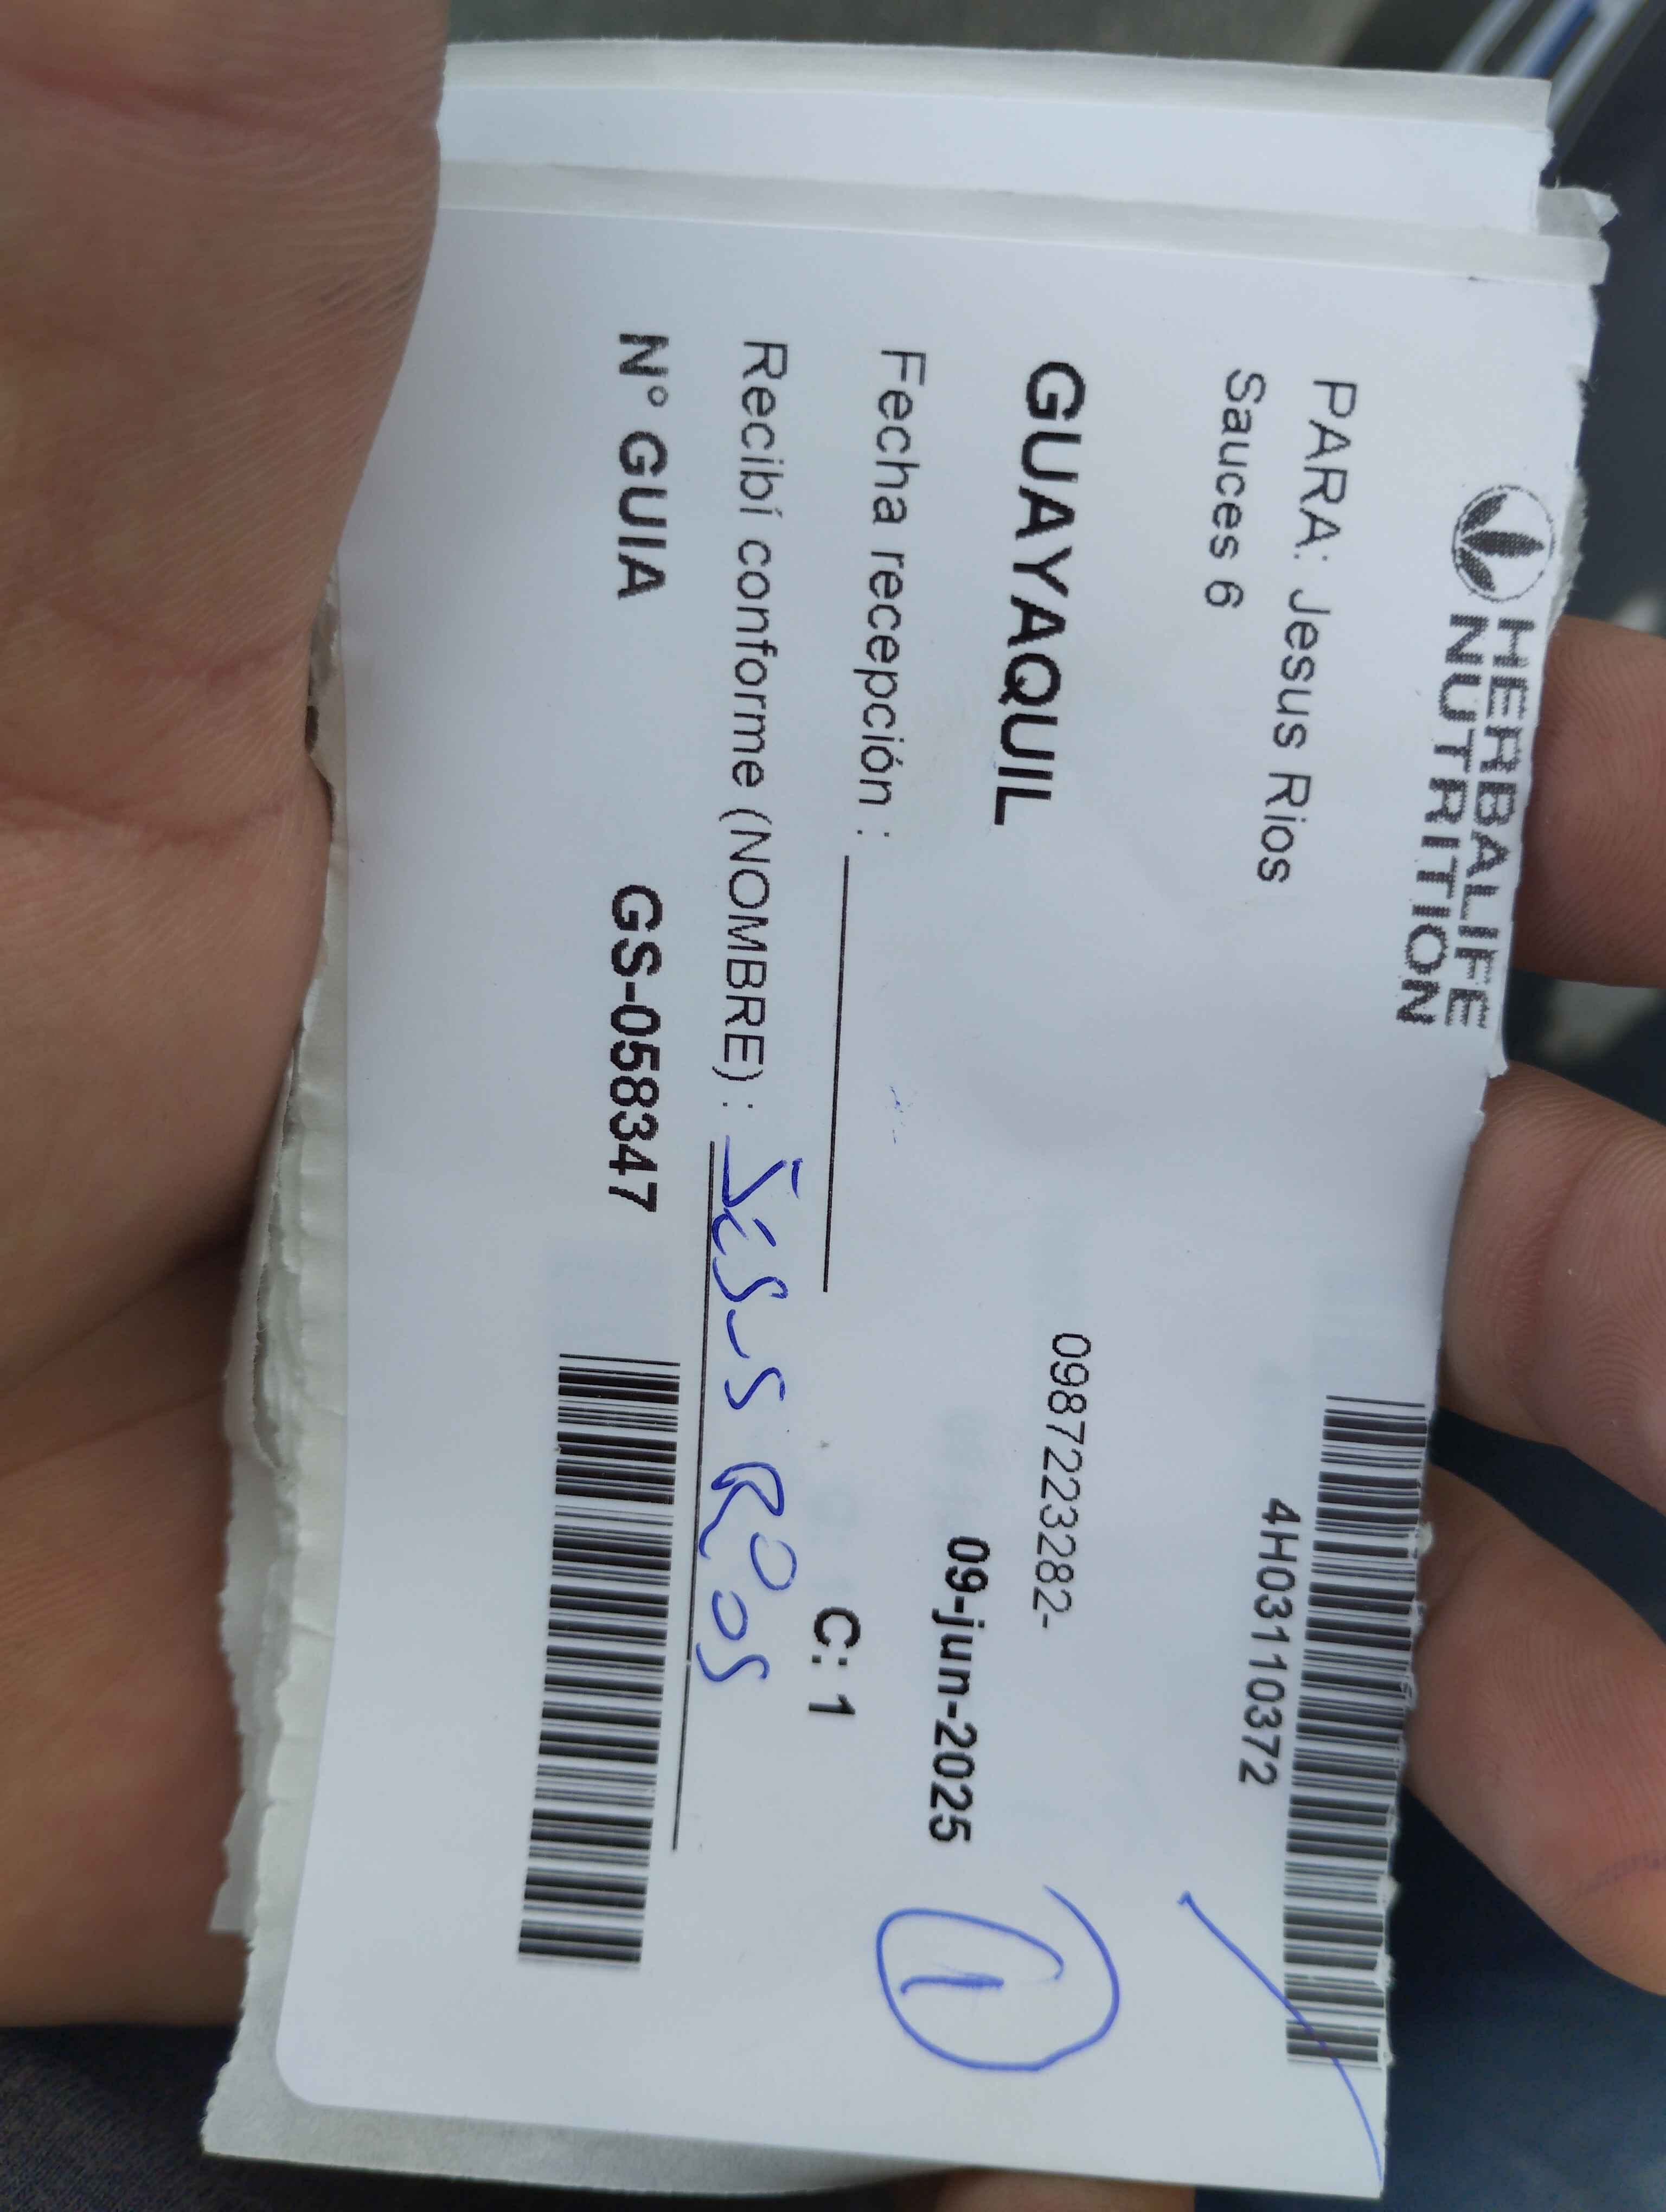 HERBALIFE
NUTRITION
4H03110372
PARA: Jesus Rios
Sauces 6
0987223282-
GUAYAQUIL
09-jun-2025
1
Fecha recepción :
C: 1
Recibí conforme (NOMBRE) : Jesus Rios
N° GUIA GS-058347